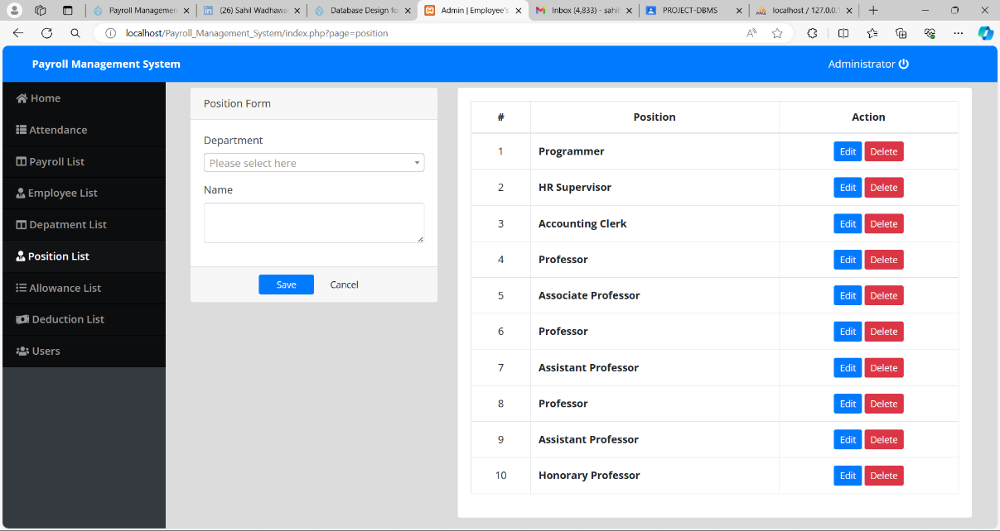 Payroll Managemen
(26) Sahil Wadhawa
Database Design fo
Admin | Employee's
Inbox (4,833) - sahi
PROJECT-DBMS
localhost / 127.0.0.1
localhost/Payroll_Management_System/index.php?page=position
Payroll Management System
Administrator
Home
Attendance
Payroll List
Employee List
Depatment List
Position List
Allowance List
Deduction List
Users
Position Form
Department
Please select here
Name
Save Cancel
# Position Action
1 Programmer Edit Delete
2 HR Supervisor Edit Delete
3 Accounting Clerk Edit Delete
4 Professor Edit Delete
5 Associate Professor Edit Delete
6 Professor Edit Delete
7 Assistant Professor Edit Delete
8 Professor Edit Delete
9 Assistant Professor Edit Delete
10 Honorary Professor Edit Delete